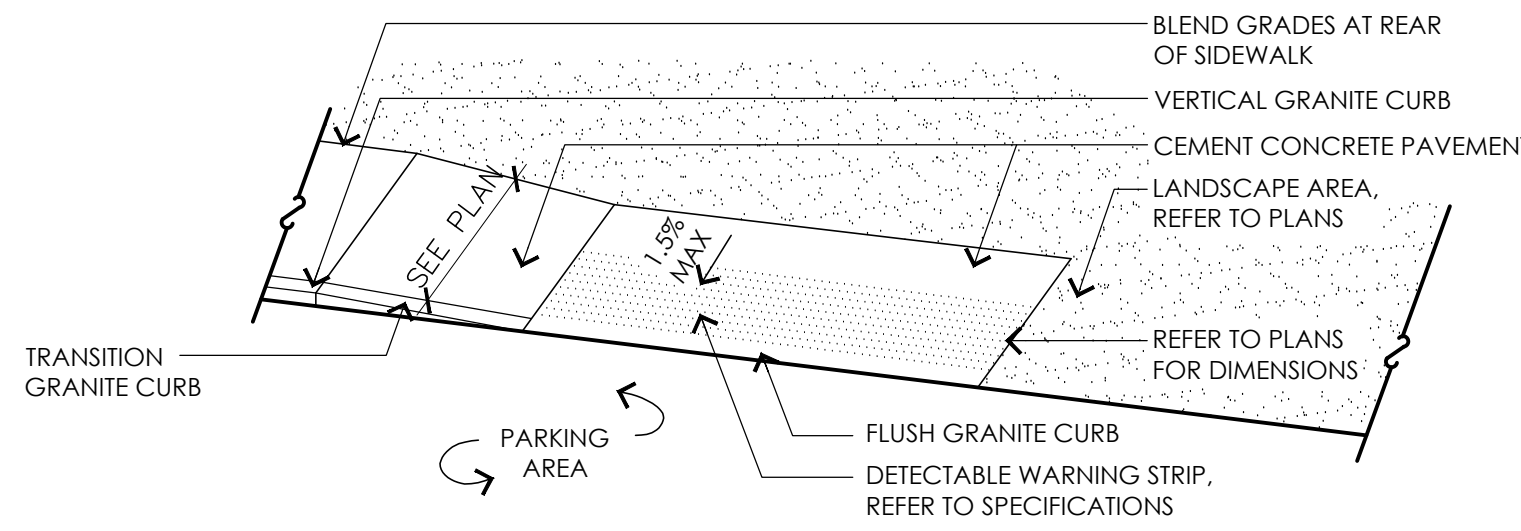 BLEND GRADES AT REAR
OF SIDEWALK
VERTICAL GRANITE CURB
CEMENT CONCRETE PAVEMENT
LANDSCAPE AREA,
REFER TO PLANS
SEE PLAN
1.5%
MAX
REFER TO PLANS
FOR DIMENSIONS
TRANSITION
GRANITE CURB
PARKING
AREA
FLUSH GRANITE CURB
DETECTABLE WARNING STRIP,
REFER TO SPECIFICATIONS